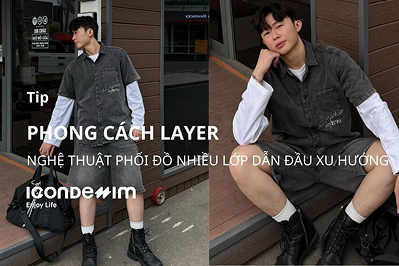 Tip
PHONG CÁCH LAYER
NGHỆ THUẬT PHỐI ĐỒ NHIỀU LỚP DẪN ĐẦU XU HƯỚNG
ICONDENIM
Enjoy Life